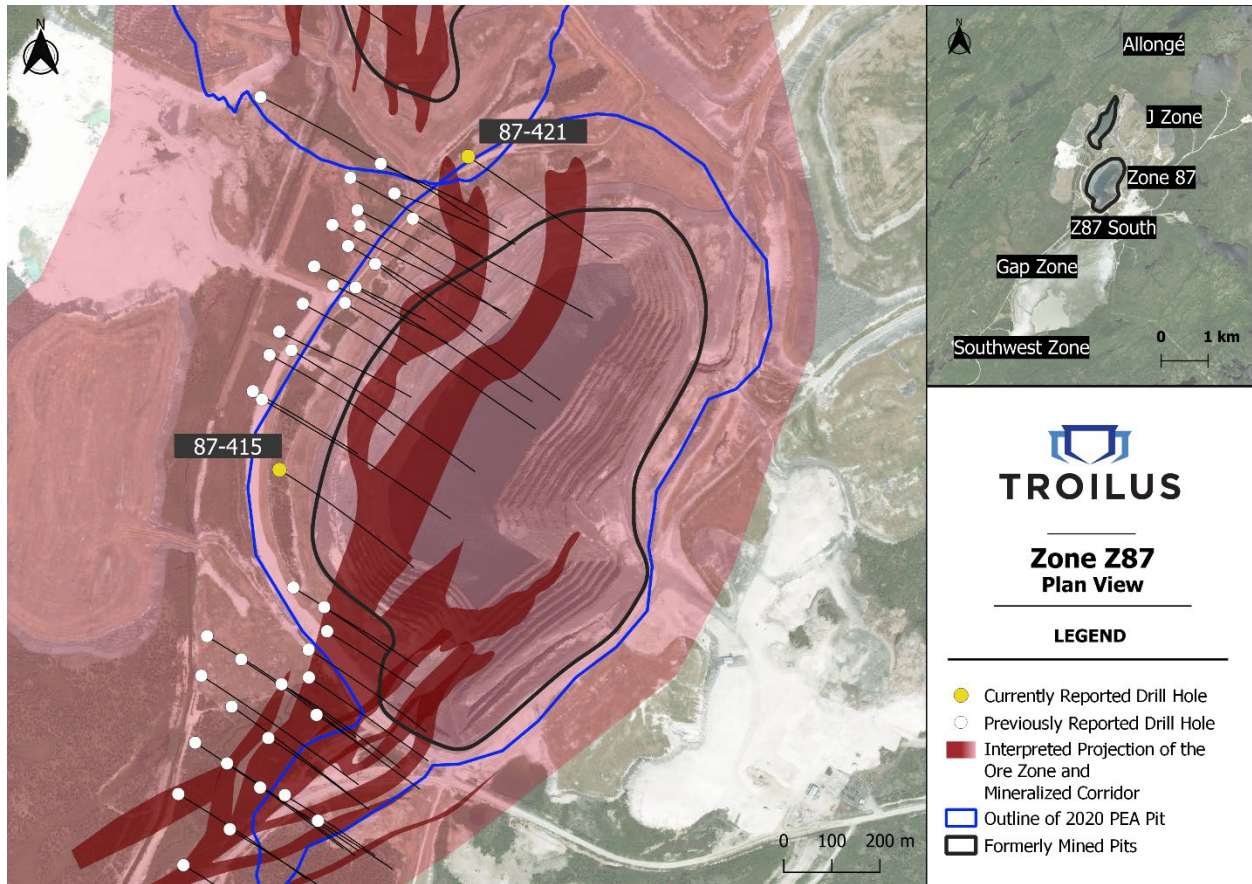 N
87-421
87-415
0 100 200 m
N
Allongé
J Zone
Zone 87
Z87 South
Gap Zone
Southwest Zone
0 1 km
TROILUS
Zone Z87
Plan View
LEGEND
Currently Reported Drill Hole
Previously Reported Drill Hole
Interpreted Projection of the
Ore Zone and
Mineralized Corridor
Outline of 2020 PEA Pit
Formerly Mined Pits